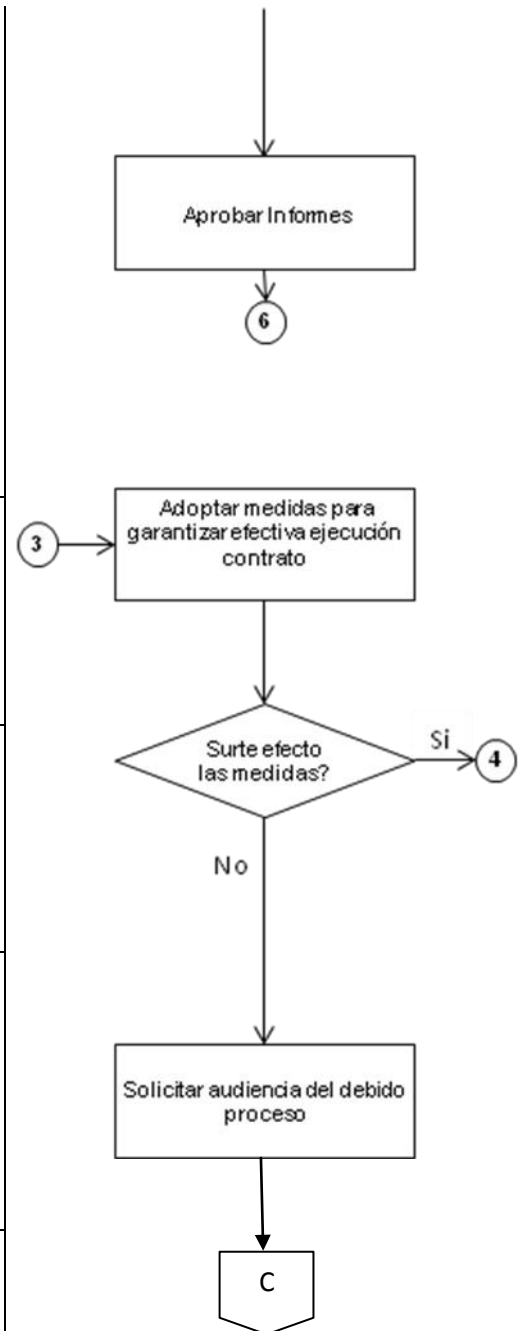 Aprobar Informes
6
Adoptar medidas para
garantizar efectiva ejecución
contrato
3
Surte efecto
las medidas?
Si
4
No
Solicitar audiencia del debido
proceso
C